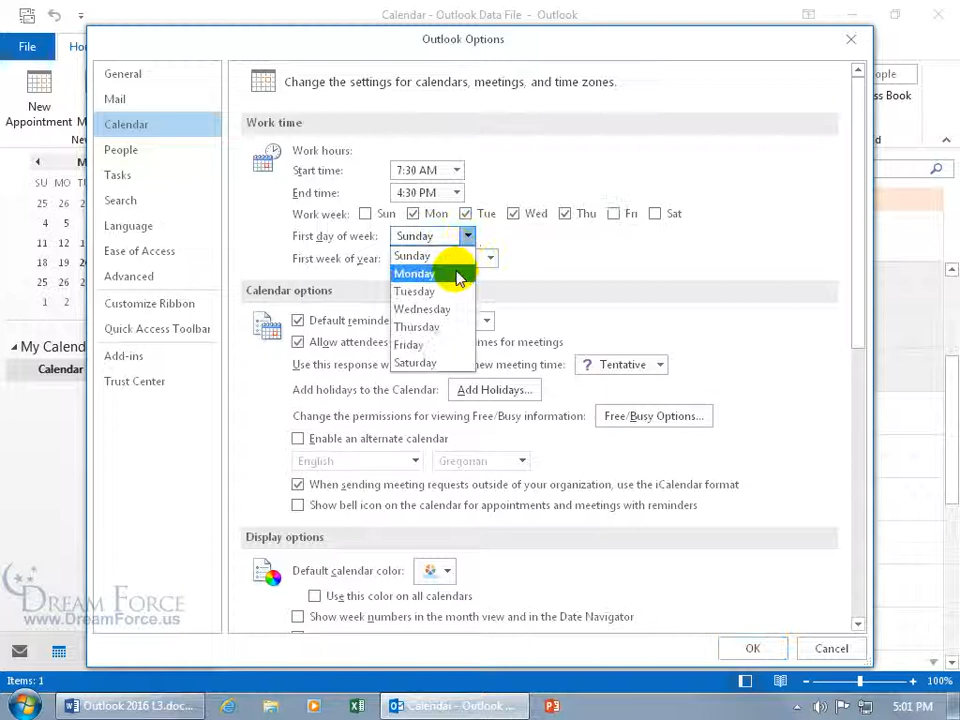 Calendar - Outlook Data File - Outlook
File
Outlook Options
New
Appointment
General
Mail
Calendar
People
Tasks
Search
Language
Ease of Access
Advanced
Customize Ribbon
Quick Access Toolbar
Add-ins
Trust Center
Change the settings for calendars, meetings, and time zones.
Work time
Work hours:
Start time: 7:30 AM
End time: 4:30 PM
Work week: Sun Mon Tue Wed Thu Fri Sat
First day of week: Sunday
First week of year:
Sunday
Monday
Tuesday
Wednesday
Thursday
Friday
Saturday
Calendar options
Default
Allow attendees for meetings
Use this response new meeting time: ? Tentative
Add holidays to the Calendar: Add Holidays...
Change the permissions for viewing Free/Busy information: Free/Busy Options...
Enable an alternate calendar
English Gregorian
When sending meeting requests outside of your organization, use the iCalendar format
Show bell icon on the calendar for appointments and meetings with reminders
Display options
Default calendar color:
Use this color on all calendars
Show week numbers in the month view and in the Date Navigator
OK Cancel
SU MO
25 26
4 5
11 12
18 19
25 26
1 2
My Calend
Calendar
Book
Dream Force
www.DreamForce.us
Items: 1
100%
Outlook 2016 L3.doc...
Calendar - Outlook ...
5:01 PM